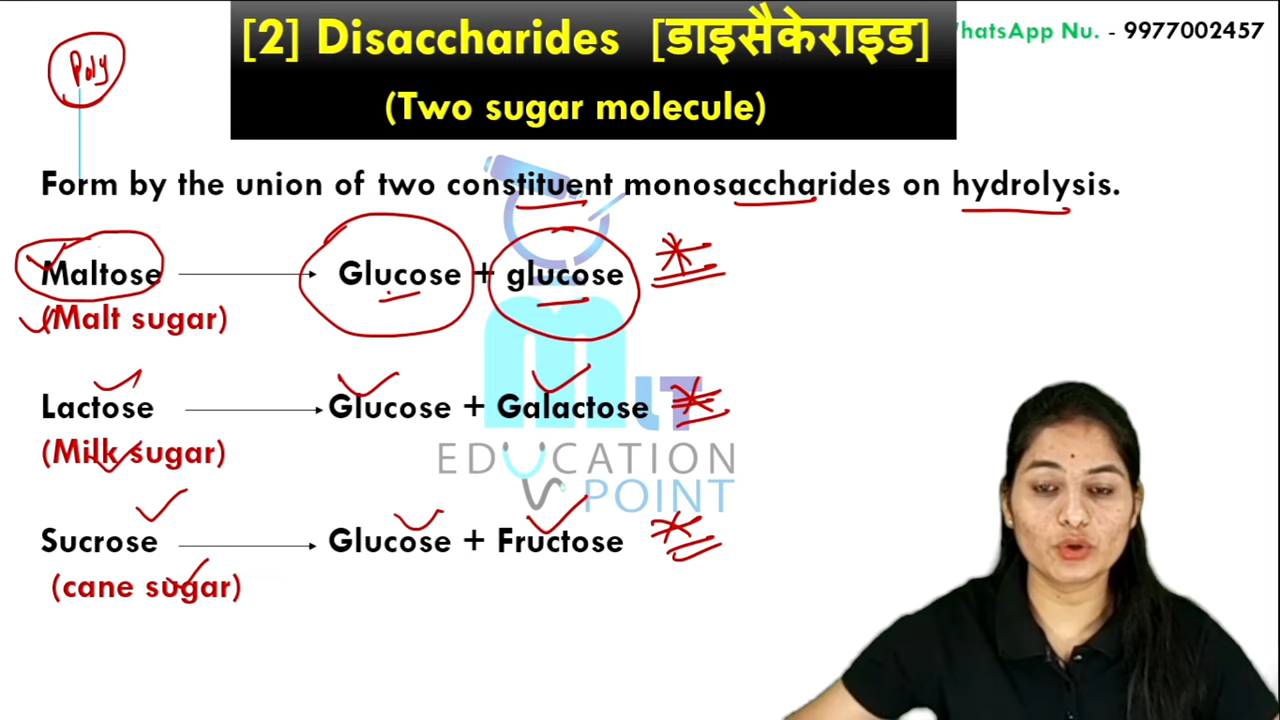 [2] Disaccharides [डाइसैकेराइड]
(Two sugar molecule)
hatsApp Nu. - 9977002457
Poly
Form by the union of two constituent monosaccharides on hydrolysis.
Maltose Glucose + glucose
(Malt sugar)
Lactose Glucose + Galactose
(Milk sugar)
Sucrose Glucose + Fructose
(cane sugar)
MLT
EDUCATION
POINT